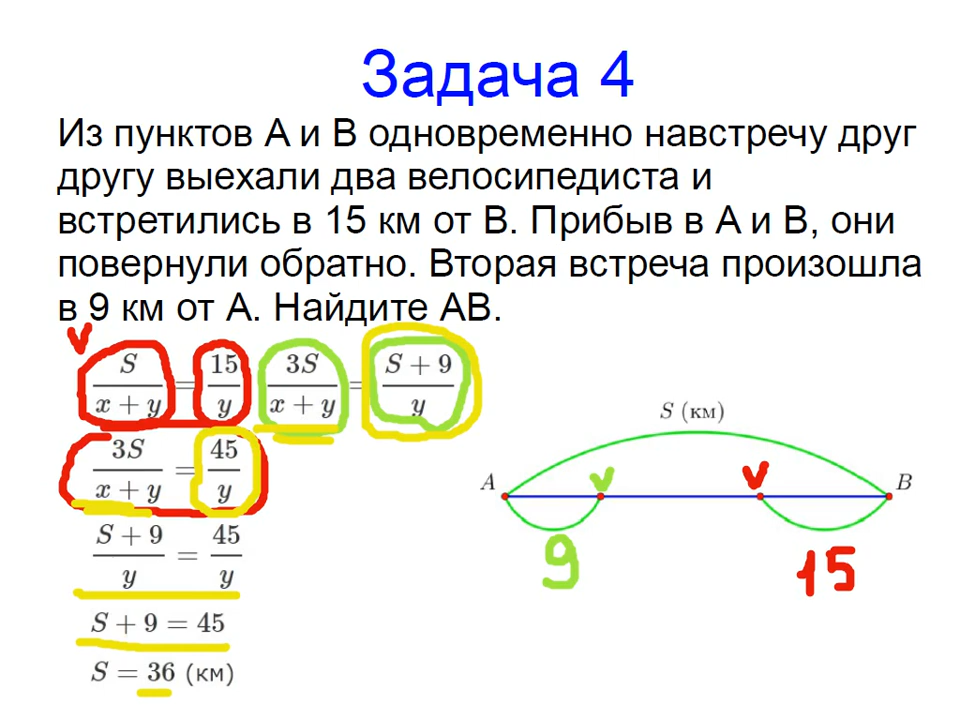 Задача 4
Из пунктов A и B одновременно навстречу друг
другу выехали два велосипедиста и
встретились в 15 км от B. Прибыв в A и B, они
повернули обратно. Вторая встреча произошла
в 9 км от A. Найдите AB.
S/(x + y) = 15/y 3S/(x + y) = (S + 9)/y
3S/(x + y) = 45/y
(S + 9)/y = 45/y
S + 9 = 45
S = 36 (км)
S (км)
A B
9 15